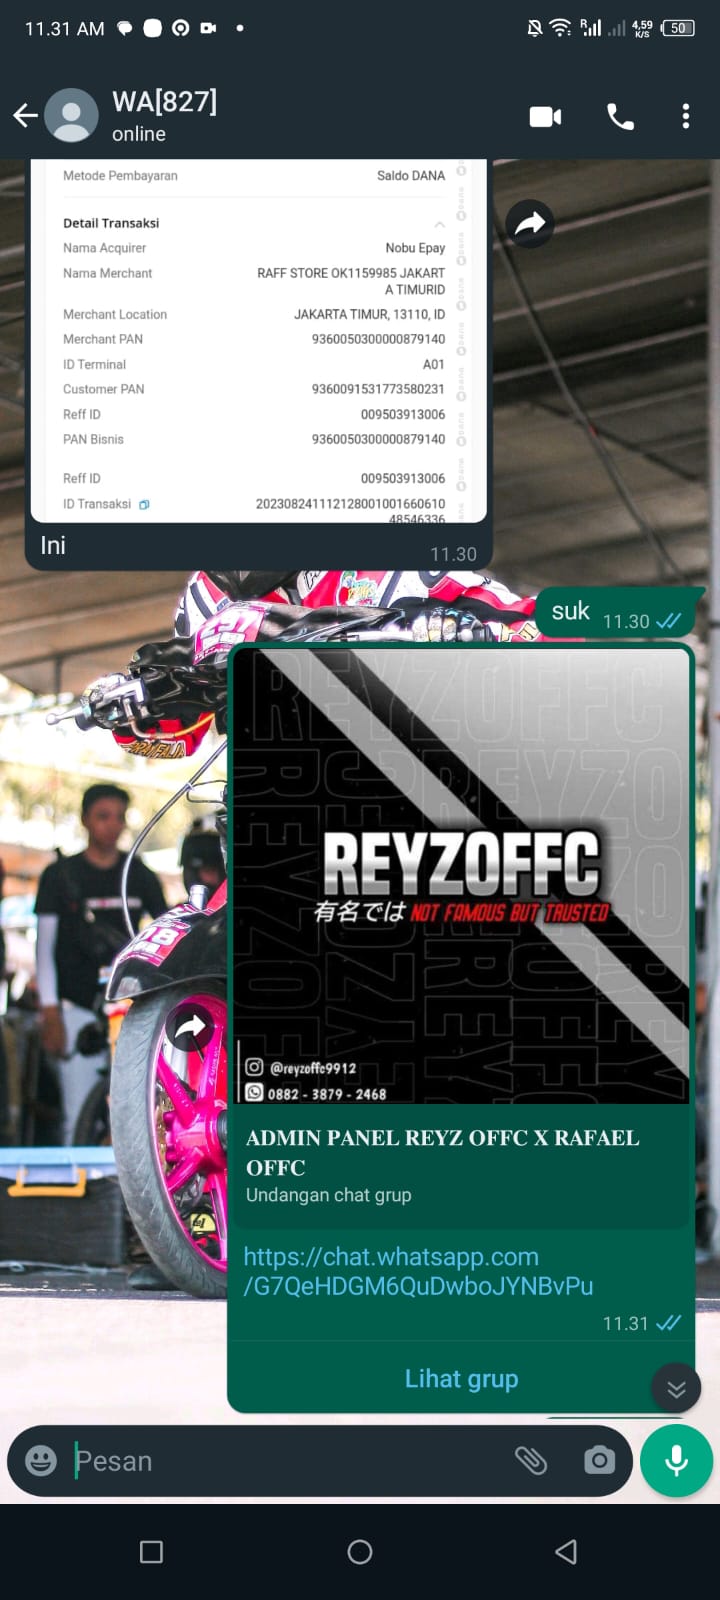 11.31 AM
4,59
K/S
50
R
WA[827]
online
Metode Pembayaran Saldo DANA
Detail Transaksi
Nama Acquirer Nobu Epay
Nama Merchant RAFF STORE OK1159985 JAKART
A TIMURID
Merchant Location JAKARTA TIMUR, 13110, ID
Merchant PAN 9360050300000879140
ID Terminal A01
Customer PAN 9360091531773580231
Reff ID 009503913006
PAN Bisnis 9360050300000879140
Reff ID 009503913006
ID Transaksi 2023082411121280010016606​10
48546336
Ini
11.30
suk 11.30
REYZOFFC
有名では NOT FAMOUS BUT TRUSTED
@reyzoffc9912
0882 - 3879 - 2468
ADMIN PANEL REYZ OFFC X RAFAEL
OFFC
Undangan chat grup
https://chat.whatsapp.com
/G7QeHDGM6QuDwboJYNBvPu
11.31
Lihat grup
Pesan